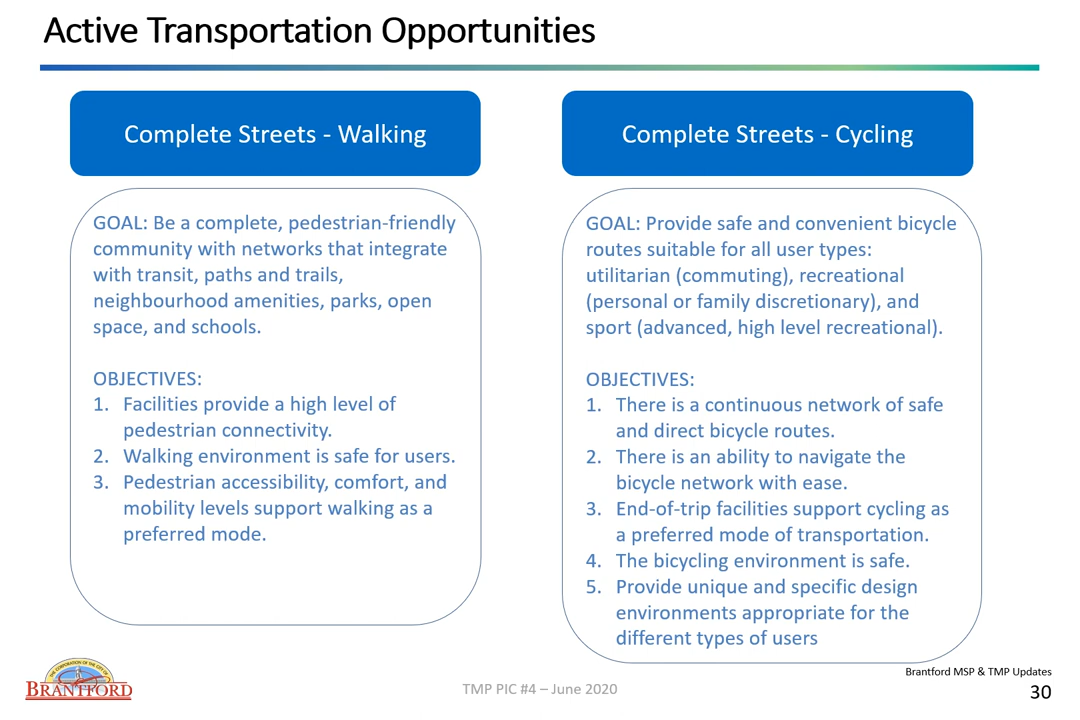 Active Transportation Opportunities
Complete Streets - Walking
GOAL: Be a complete, pedestrian-friendly
community with networks that integrate
with transit, paths and trails,
neighbourhood amenities, parks, open
space, and schools.
OBJECTIVES:
1. Facilities provide a high level of
pedestrian connectivity.
2. Walking environment is safe for users.
3. Pedestrian accessibility, comfort, and
mobility levels support walking as a
preferred mode.
Complete Streets - Cycling
GOAL: Provide safe and convenient bicycle
routes suitable for all user types:
utilitarian (commuting), recreational
(personal or family discretionary), and
sport (advanced, high level recreational).
OBJECTIVES:
1. There is a continuous network of safe
and direct bicycle routes.
2. There is an ability to navigate the
bicycle network with ease.
3. End-of-trip facilities support cycling as
a preferred mode of transportation.
4. The bicycling environment is safe.
5. Provide unique and specific design
environments appropriate for the
different types of users
THE CORPORATION OF THE CITY OF
BRANTFORD
TMP PIC #4 – June 2020
Brantford MSP & TMP Updates
30